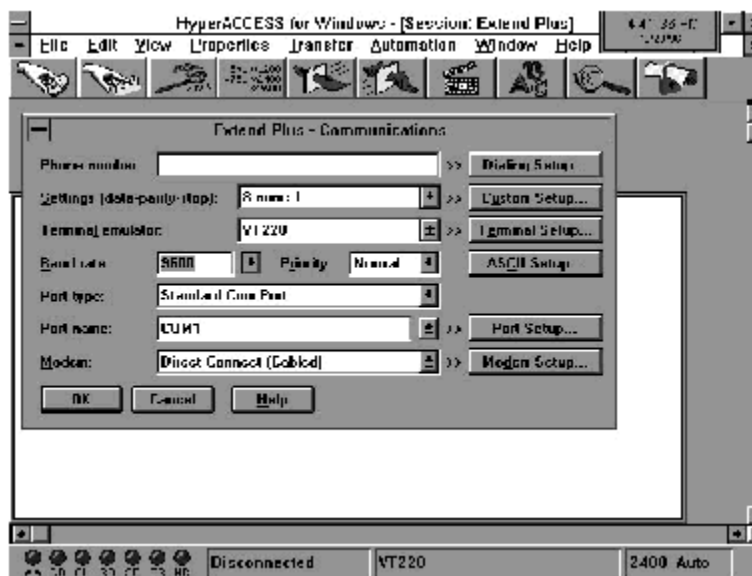 HyperACCESS for Windows - [Session: Extend Plus]
File Edit View Properties Transfer Automation Window Help
Extend Plus - Communications
Phone number: >> Dialing Setup...
Settings (data-parity-stop): 8 none 1 >> Custom Setup...
Terminal emulator: VT220 >> Terminal Setup...
Baud rate: 9600 Priority Normal ASCII Setup...
Port type: Standard Com Port
Port name: COM1 >> Port Setup...
Modem: Direct Connect (Cabled) >> Modem Setup...
OK Cancel Help
Disconnected VT220 2400 Auto